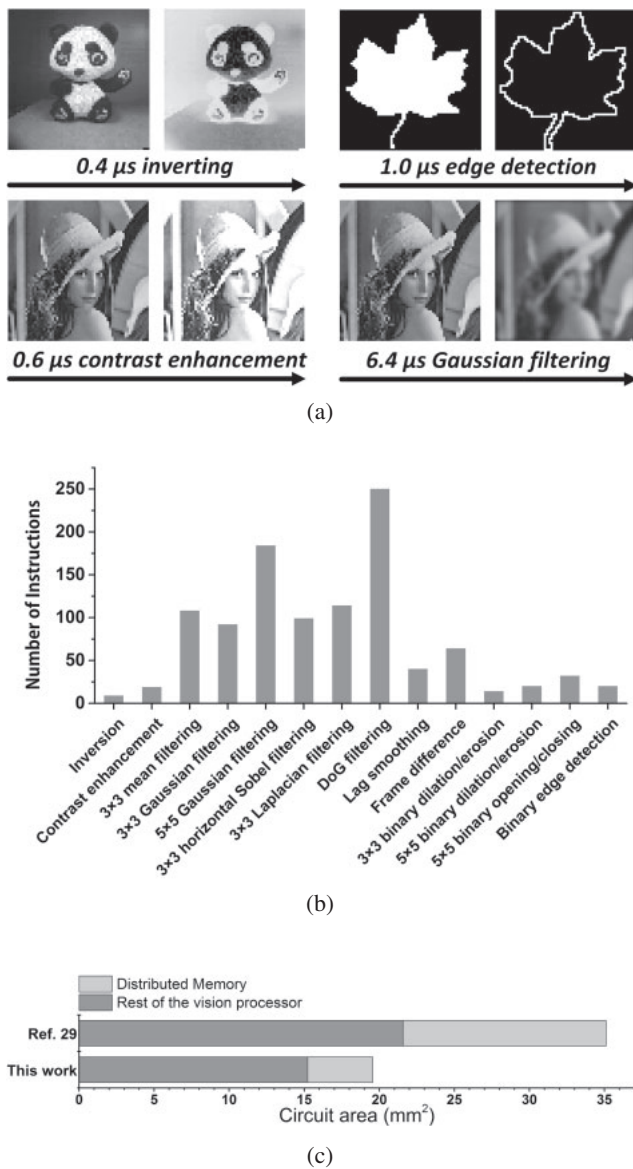 0.4 µs inverting
1.0 µs edge detection
0.6 µs contrast enhancement
6.4 µs Gaussian filtering
(a)
Number of Instructions
250
200
150
100
50
0
Inversion
Contrast enhancement
3×3 mean filtering
3×3 Gaussian filtering
5×5 Gaussian filtering
3×3 horizontal Sobel filtering
3×3 Laplacian filtering
DoG filtering
Lag smoothing
Frame difference
3×3 binary dilation/erosion
5×5 binary dilation/erosion
5×5 binary opening/closing
Binary edge detection
(b)
Distributed Memory
Rest of the vision processor
Ref. 29
This work
0 5 10 15 20 25 30 35
Circuit area (mm²)
(c)